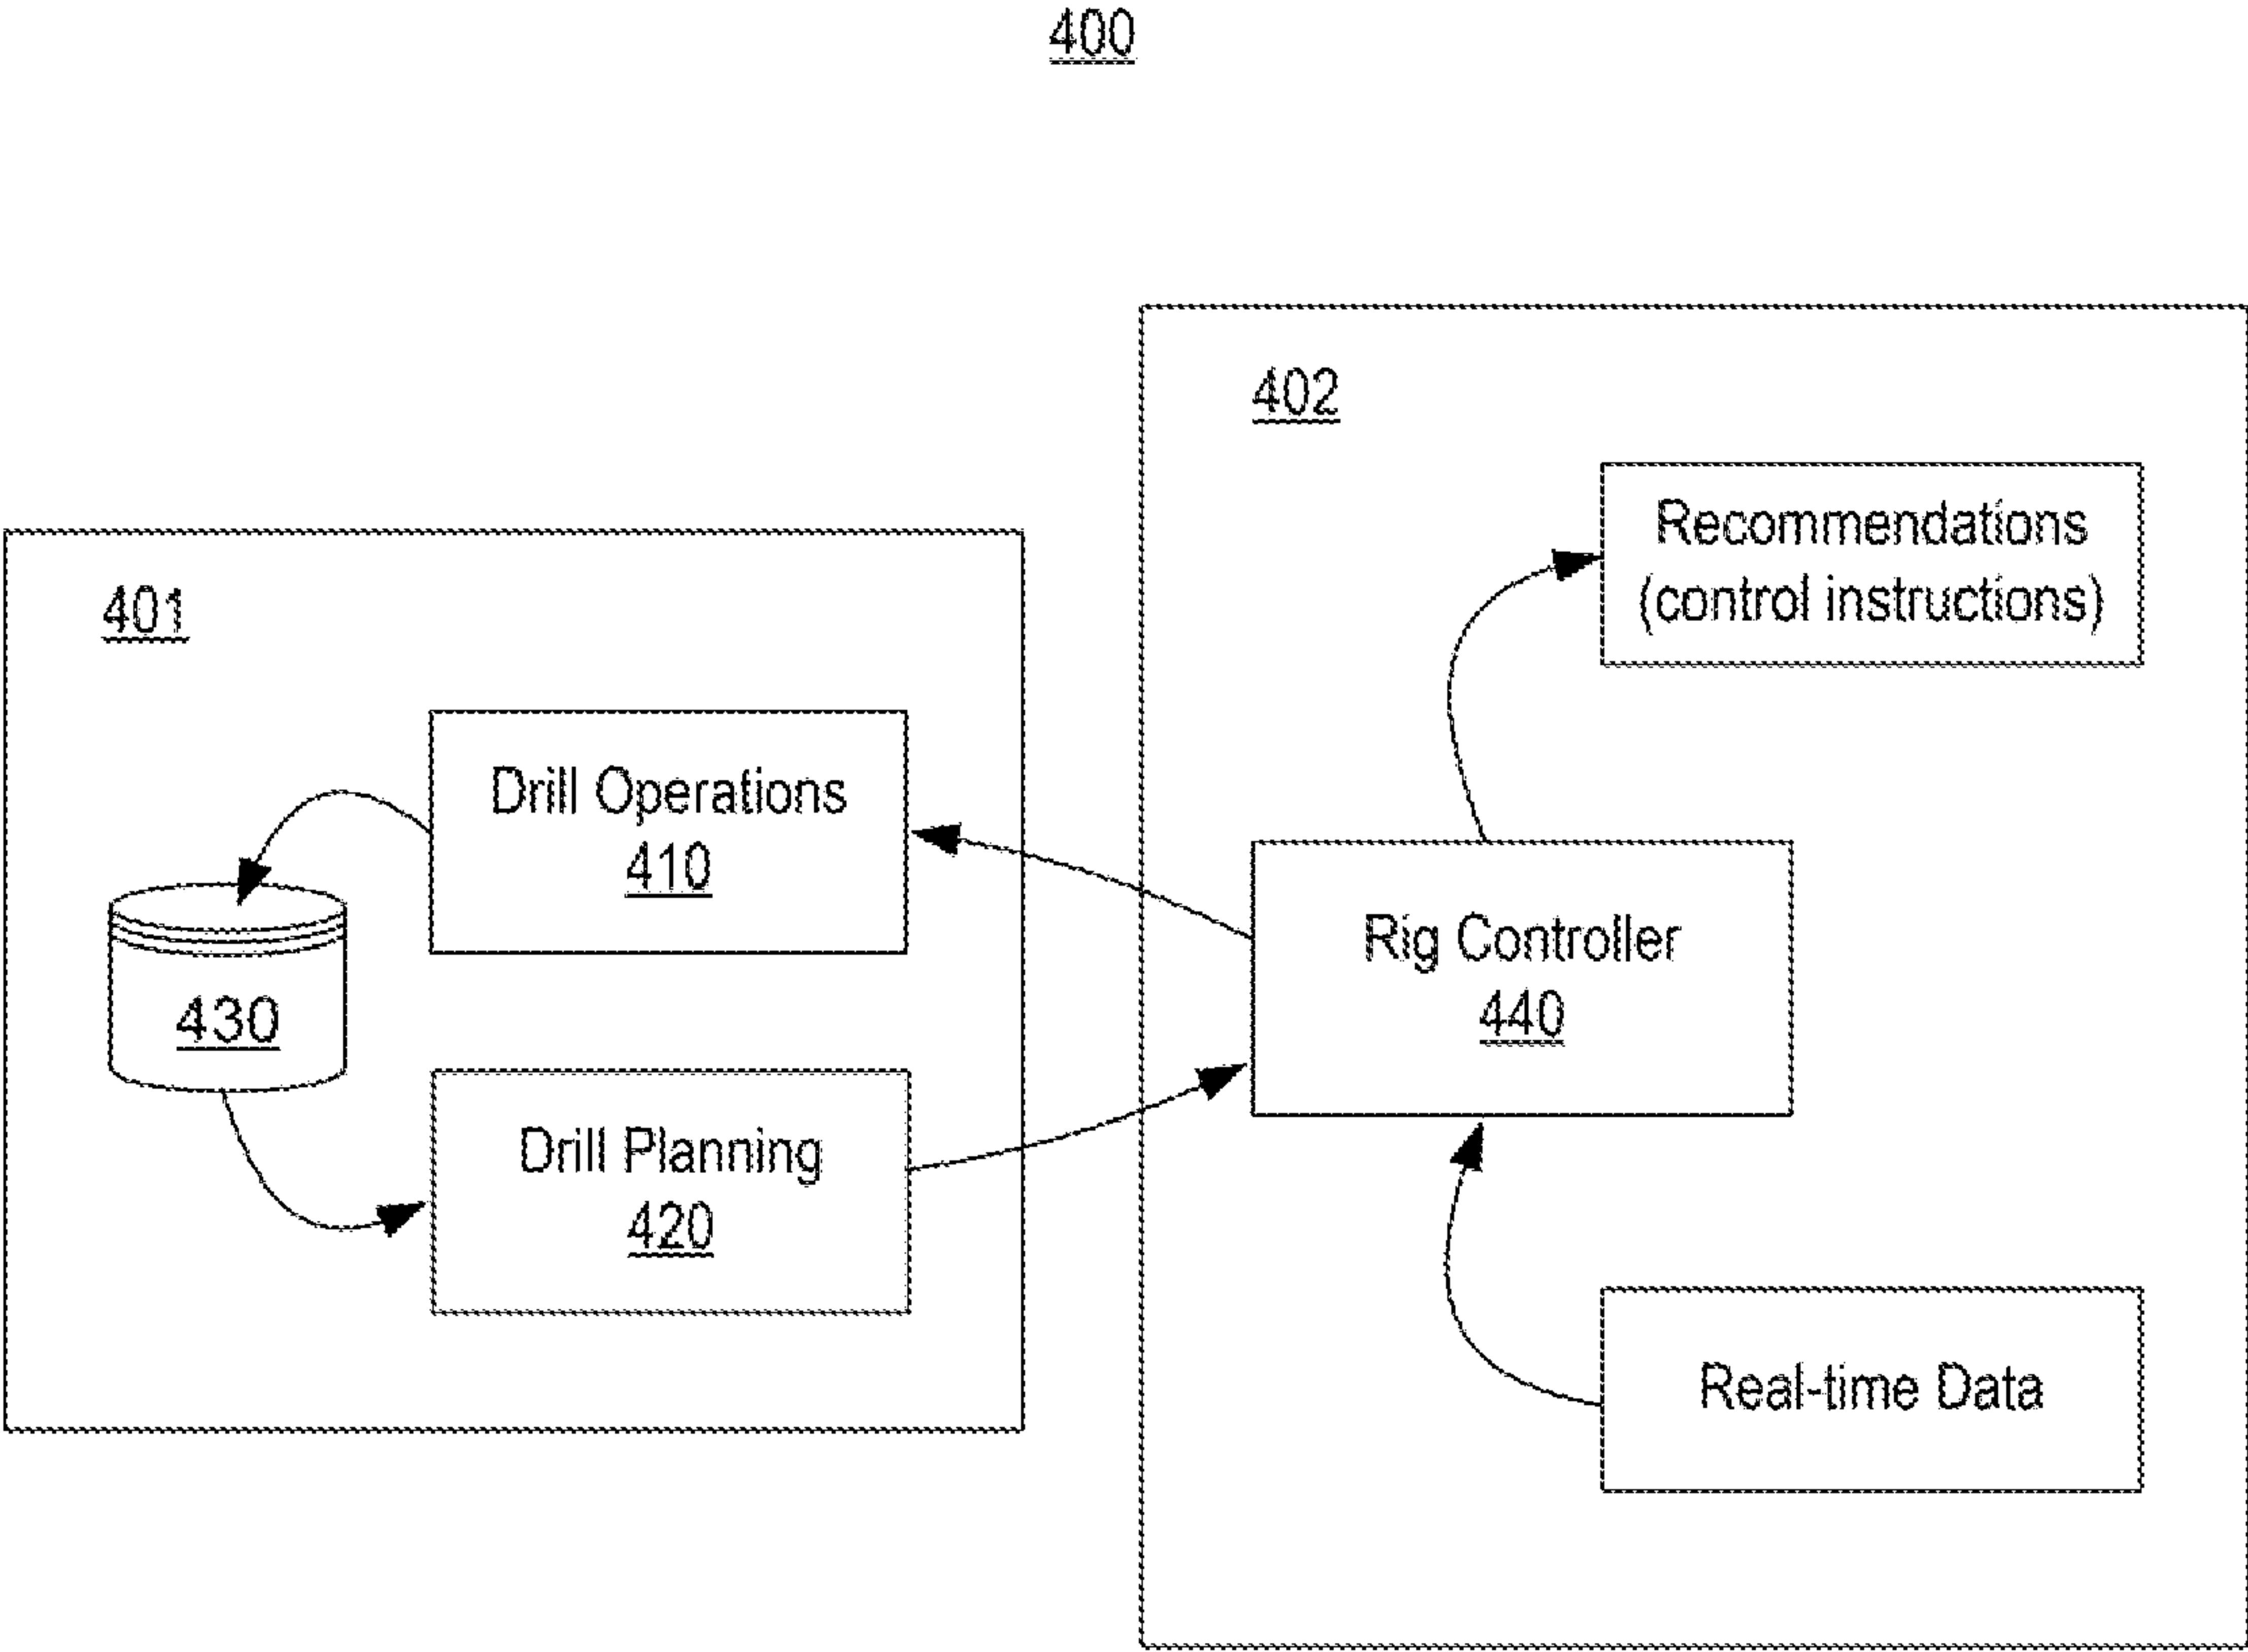 400
401
Drill Operations
410
430
Drill Planning
420
402
Recommendations
(control instructions)
Rig Controller
440
Real-time Data